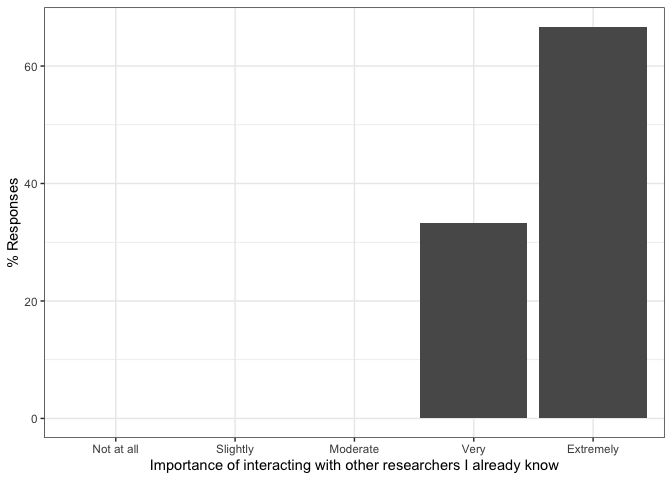 % Responses
60
40
20
0
Not at all
Slightly
Moderate
Very
Extremely
Importance of interacting with other researchers I already know